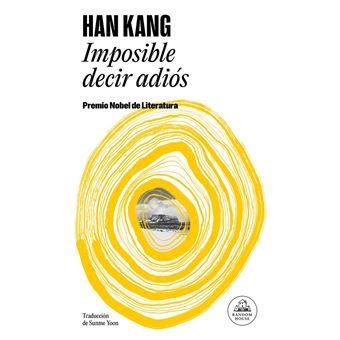 HAN KANG
Imposible
decir adiós
Premio Nobel de Literatura
Traducción
de Sunme Yoon
RANDOM
HOUSE